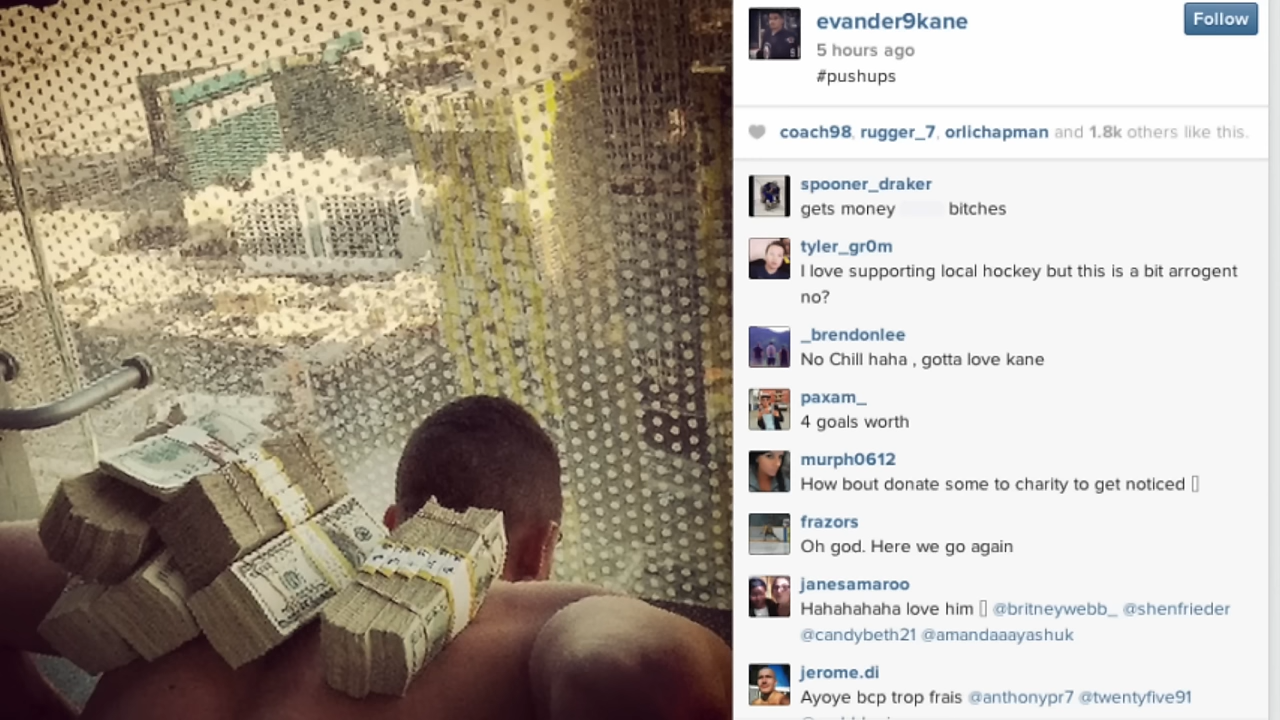 evander9kane
Follow
5 hours ago
#pushups
coach98, rugger_7, orlichapman and 1.8k others like this.
spooner_draker
gets money bitches
tyler_gr0m
I love supporting local hockey but this is a bit arrogent
no?
_brendonlee
No Chill haha , gotta love kane
paxam_
4 goals worth
murph0612
How bout donate some to charity to get noticed
frazors
Oh god. Here we go again
janesamaroo
Hahahahaha love him @britneywebb_ @shenfrieder
@candybeth21 @amandaaayashuk
jerome.di
Ayoye bcp trop frais @anthonypr7 @twentyfive91